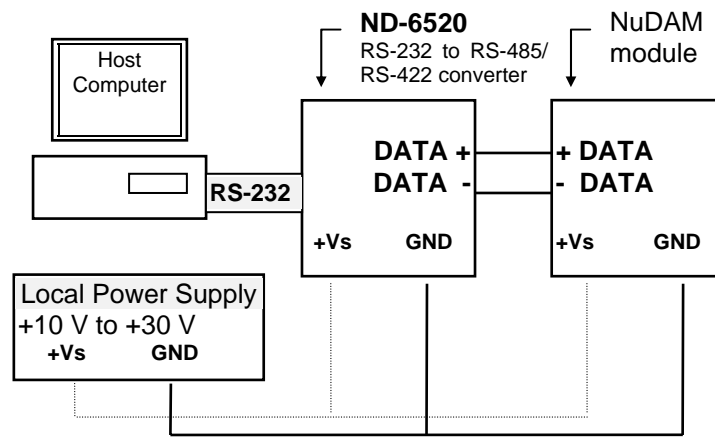 Host
Computer
ND-6520
RS-232 to RS-485/
RS-422 converter
NuDAM
module
RS-232
DATA +
DATA -
+Vs GND
+ DATA
- DATA
+Vs GND
Local Power Supply
+10 V to +30 V
+Vs GND